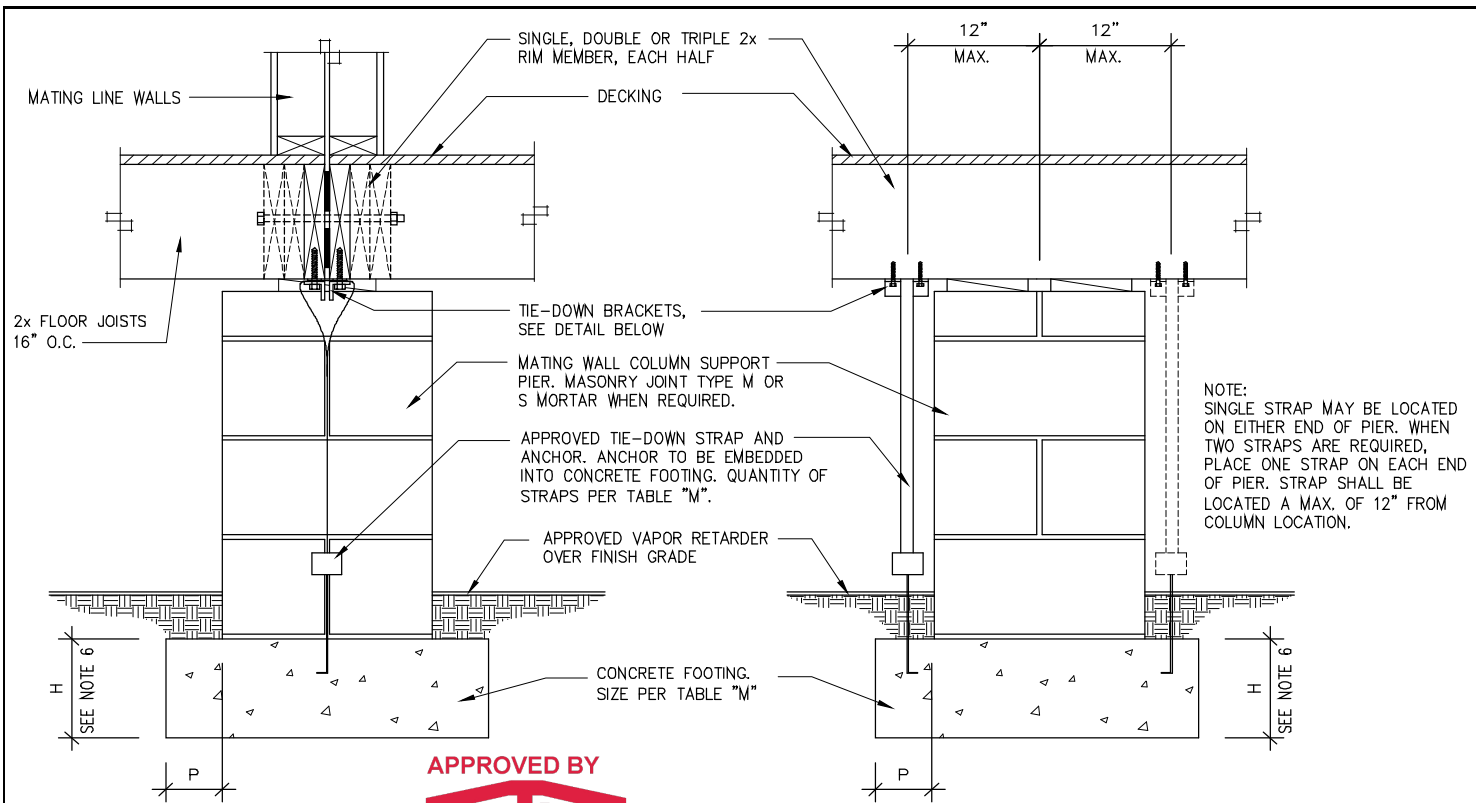 SINGLE, DOUBLE OR TRIPLE 2x
RIM MEMBER, EACH HALF
12"
MAX.
12"
MAX.
MATING LINE WALLS
DECKING
2x FLOOR JOISTS
16" O.C.
TIE-DOWN BRACKETS,
SEE DETAIL BELOW
MATING WALL COLUMN SUPPORT
PIER. MASONRY JOINT TYPE M OR
S MORTAR WHEN REQUIRED.
NOTE:
SINGLE STRAP MAY BE LOCATED
ON EITHER END OF PIER. WHEN
TWO STRAPS ARE REQUIRED,
PLACE ONE STRAP ON EACH END
OF PIER. STRAP SHALL BE
LOCATED A MAX. OF 12" FROM
COLUMN LOCATION.
APPROVED TIE-DOWN STRAP AND
ANCHOR. ANCHOR TO BE EMBEDDED
INTO CONCRETE FOOTING. QUANTITY OF
STRAPS PER TABLE "M".
APPROVED VAPOR RETARDER
OVER FINISH GRADE
H
SEE NOTE 6
CONCRETE FOOTING.
SIZE PER TABLE "M"
H
SEE NOTE 6
P
P
APPROVED BY